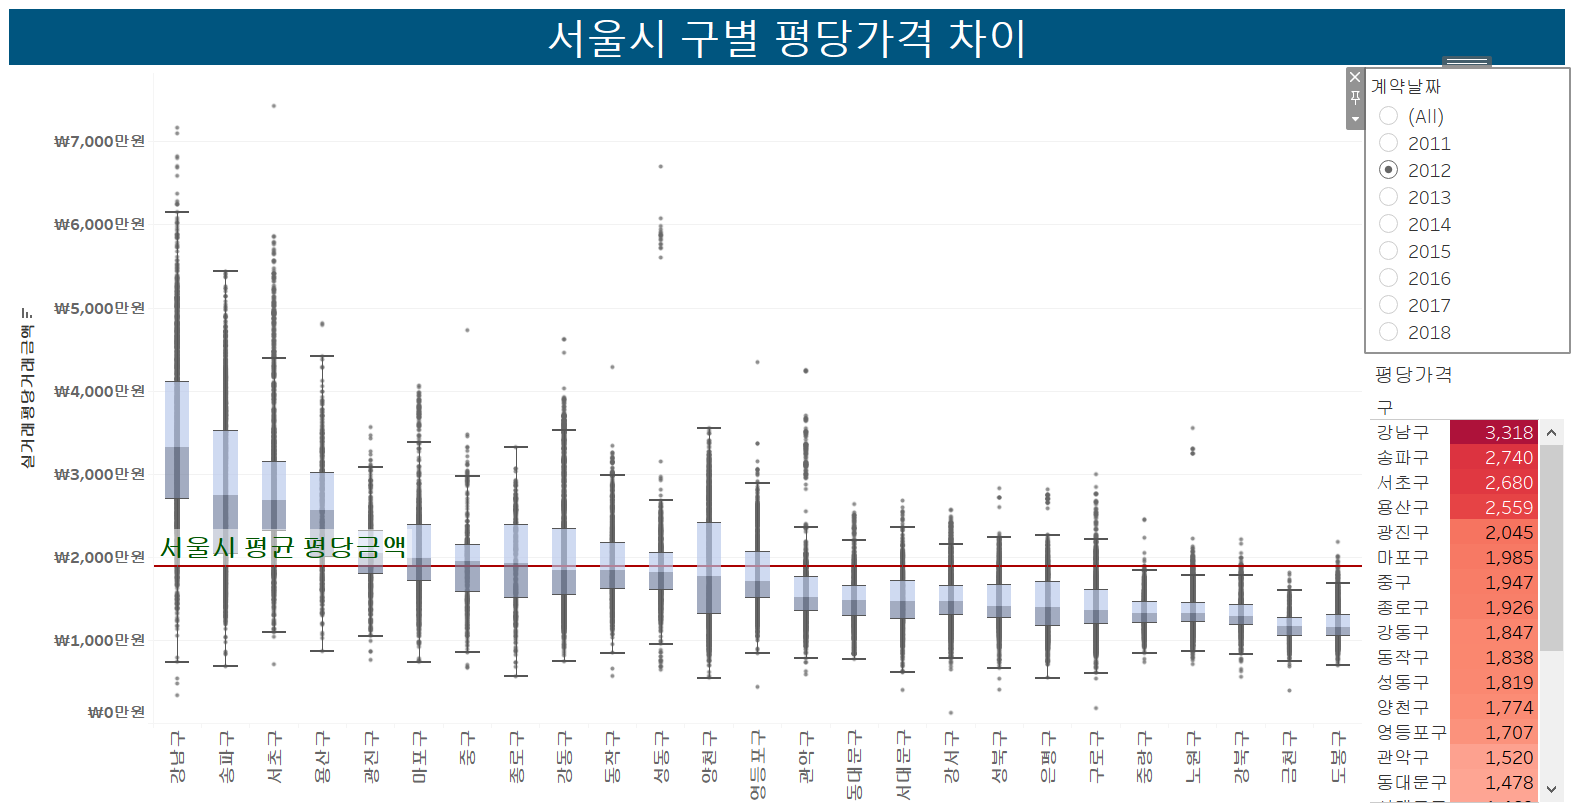 서울시 구별 평당가격 차이
실거래평당거래금액
₩7,000만원
₩6,000만원
₩5,000만원
₩4,000만원
₩3,000만원
₩2,000만원
₩1,000만원
₩0만원
서울시 평균 평당금액
강남구
송파구
서초구
용산구
광진구
마포구
중구
종로구
강동구
동작구
성동구
양천구
영등포구
관악구
동대문구
서대문구
강서구
성북구
은평구
구로구
중랑구
노원구
강북구
금천구
도봉구
계약날짜
(All)
2011
2012
2013
2014
2015
2016
2017
2018
평당가격
구
강남구 3,318
송파구 2,740
서초구 2,680
용산구 2,559
광진구 2,045
마포구 1,985
중구 1,947
종로구 1,926
강동구 1,847
동작구 1,838
성동구 1,819
양천구 1,774
영등포구 1,707
관악구 1,520
동대문구 1,478